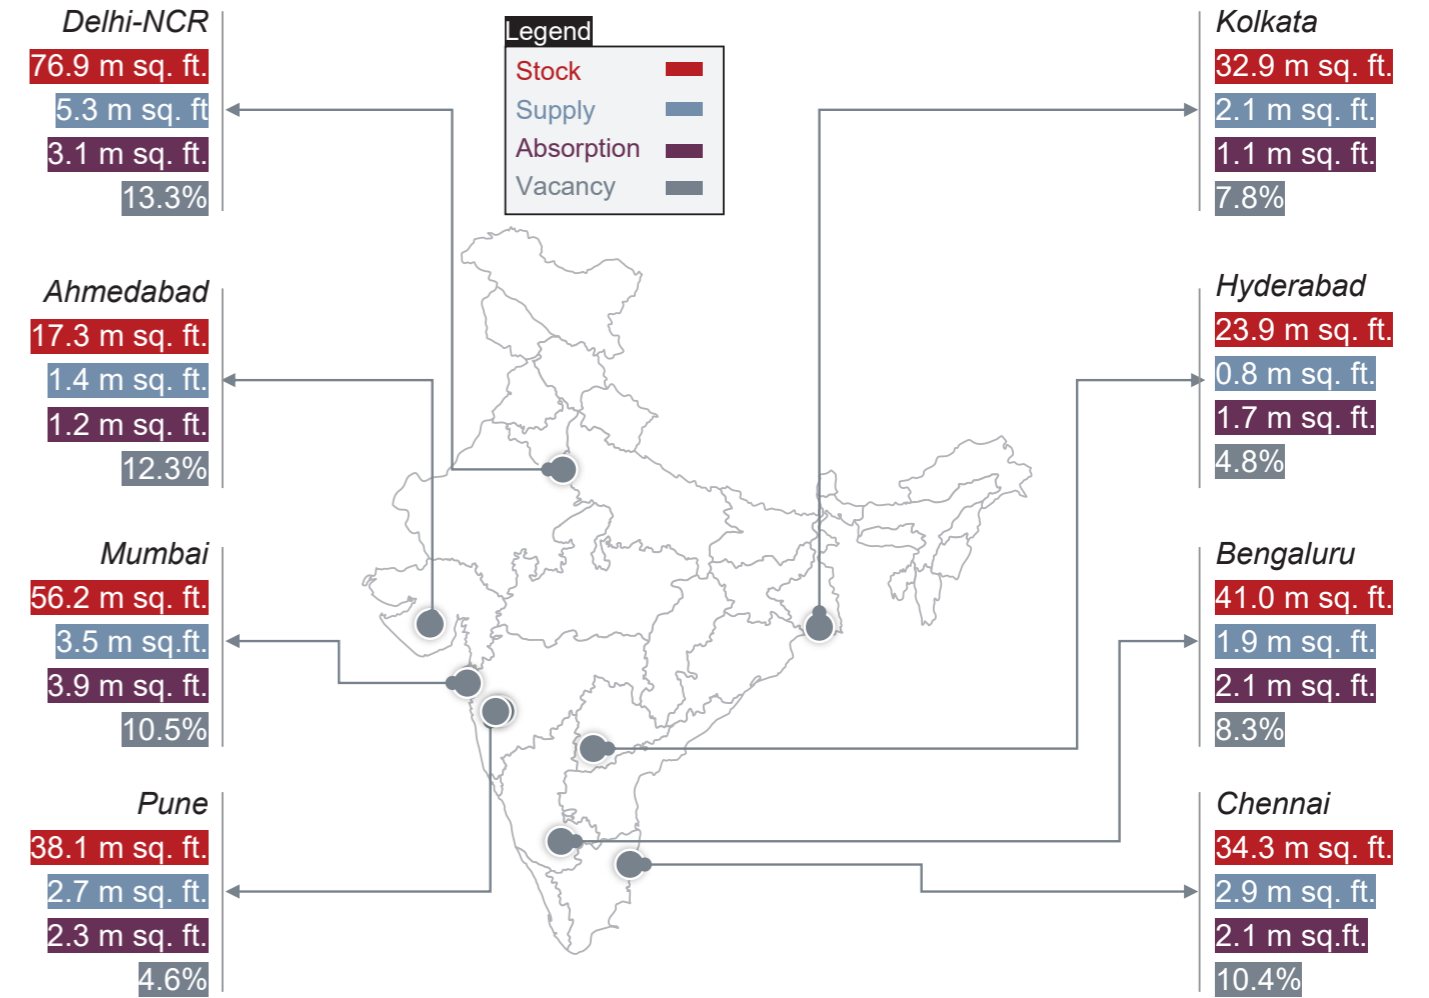 Delhi-NCR
76.9 m sq. ft.
5.3 m sq. ft
3.1 m sq. ft.
13.3%
Legend
Stock
Supply
Absorption
Vacancy
Kolkata
32.9 m sq. ft.
2.1 m sq. ft.
1.1 m sq. ft.
7.8%
Ahmedabad
17.3 m sq. ft.
1.4 m sq. ft.
1.2 m sq. ft.
12.3%
Hyderabad
23.9 m sq. ft.
0.8 m sq. ft.
1.7 m sq. ft.
4.8%
Mumbai
56.2 m sq. ft.
3.5 m sq.ft.
3.9 m sq. ft.
10.5%
Bengaluru
41.0 m sq. ft.
1.9 m sq. ft.
2.1 m sq. ft.
8.3%
Pune
38.1 m sq. ft.
2.7 m sq. ft.
2.3 m sq. ft.
4.6%
Chennai
34.3 m sq. ft.
2.9 m sq. ft.
2.1 m sq.ft.
10.4%